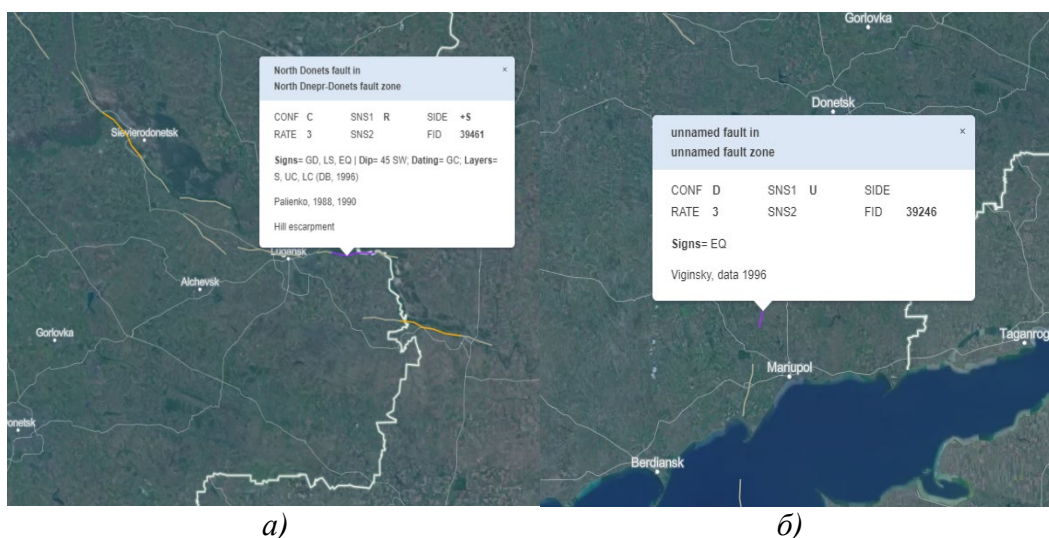 North Donets fault in
North Dnepr-Donets fault zone
×
CONF C SNS1 R SIDE +S
RATE 3 SNS2 FID 39461
Signs= GD, LS, EQ | Dip= 45 SW; Dating= GC; Layers=
S, UC, LC (DB, 1996)
Palienko, 1988, 1990
Hill escarpment
Sievierodonetsk
Lugansk
Alchevsk
Gorlovka
onetsk
а)
Gorlovka
Donetsk
unnamed fault in
unnamed fault zone
×
CONF D SNS1 U SIDE
RATE 3 SNS2 FID 39246
Signs= EQ
Viginsky, data 1996
Taganrog
Mariupol
Berdiansk
б)